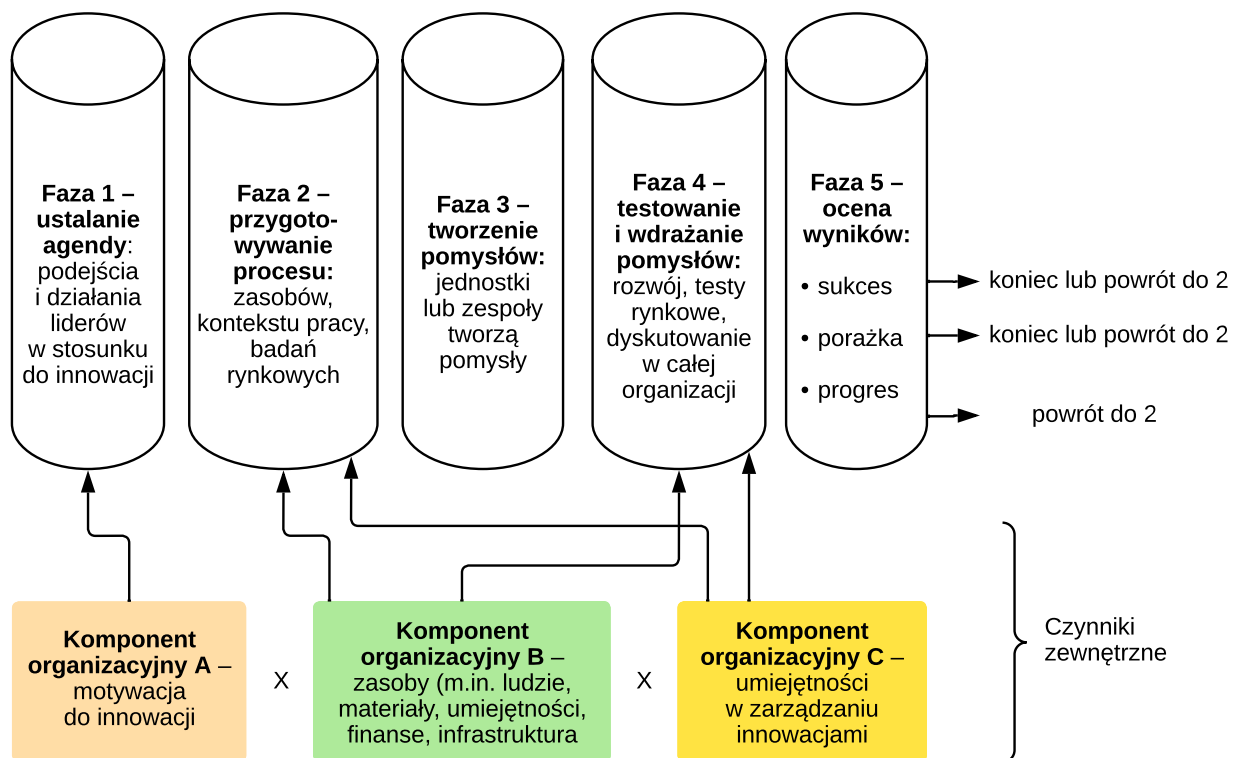 Faza 1 –
ustalanie
agendy:
podejścia
i działania
liderów
w stosunku
do innowacji
Faza 2 –
przygoto-
wywanie
procesu:
zasobów,
kontekstu pracy,
badań
rynkowych
Faza 3 –
tworzenie
pomysłów:
jednostki
lub zespoły
tworzą
pomysły
Faza 4 –
testowanie
i wdrażanie
pomysłów:
rozwój, testy
rynkowe,
dyskutowanie
w całej
organizacji
Faza 5 –
ocena
wyników:
• sukces
• porażka
• progres
koniec lub powrót do 2
koniec lub powrót do 2
powrót do 2
Komponent
organizacyjny A –
motywacja
do innowacji
X
Komponent
organizacyjny B –
zasoby (m.in. ludzie,
materiały, umiejętności,
finanse, infrastruktura
X
Komponent
organizacyjny C –
umiejętności
w zarządzaniu
innowacjami
Czynniki
zewnętrzne